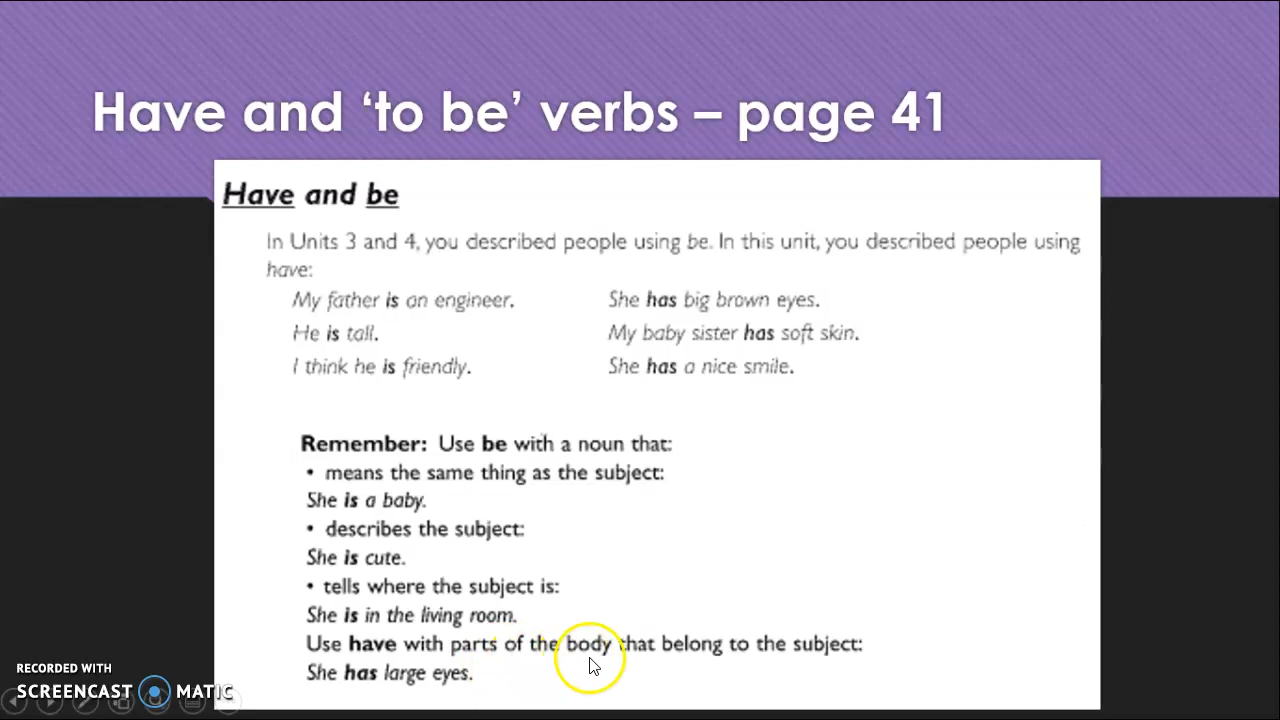 Have and ‘to be’ verbs – page 41
Have and be
In Units 3 and 4, you described people using be. In this unit, you described people using
have:
My father is an engineer. She has big brown eyes.
He is tall. My baby sister has soft skin.
I think he is friendly. She has a nice smile.
Remember: Use be with a noun that:
• means the same thing as the subject:
She is a baby.
• describes the subject:
She is cute.
• tells where the subject is:
She is in the living room.
Use have with parts of the body that belong to the subject:
She has large eyes.
RECORDED WITH
SCREENCAST MATIC